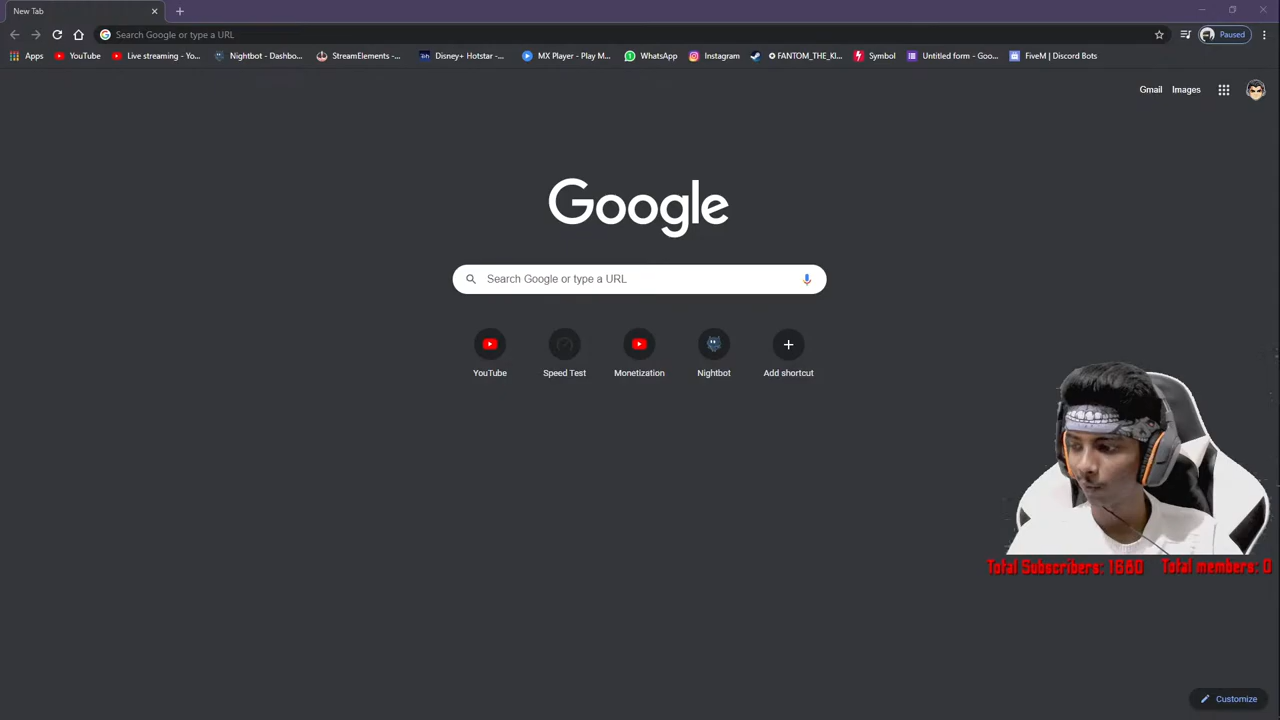 New Tab
Search Google or type a URL
Paused
Apps
YouTube
Live streaming - Yo...
Nightbot - Dashbo...
StreamElements -...
Disney+ Hotstar -...
MX Player - Play M...
WhatsApp
Instagram
✪ FANTOM_THE_KI...
Symbol
Untitled form - Goo...
FiveM | Discord Bots
Gmail
Images
Google
Search Google or type a URL
YouTube
Speed Test
Monetization
Nightbot
Add shortcut
Total Subscribers: 1680
Total members: 0
Customize